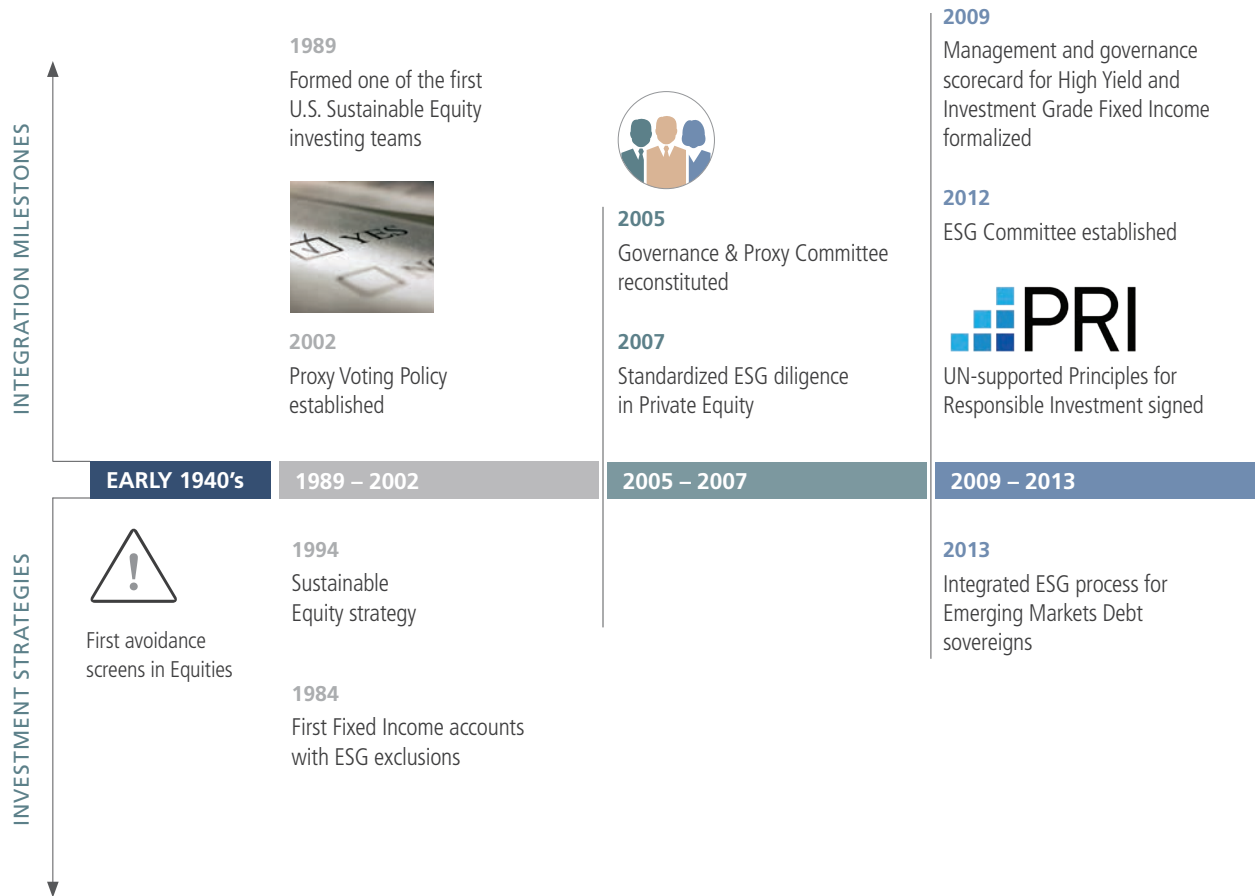 INTEGRATION MILESTONES
1989
Formed one of the first
U.S. Sustainable Equity
investing teams
YES
2002
Proxy Voting Policy
established
2005
Governance & Proxy Committee
reconstituted
2007
Standardized ESG diligence
in Private Equity
2009
Management and governance
scorecard for High Yield and
Investment Grade Fixed Income
formalized
2012
ESG Committee established
PRI
UN-supported Principles for
Responsible Investment signed
EARLY 1940's
1989 – 2002
2005 – 2007
2009 – 2013
INVESTMENT STRATEGIES
!
First avoidance
screens in Equities
1994
Sustainable
Equity strategy
1984
First Fixed Income accounts
with ESG exclusions
2013
Integrated ESG process for
Emerging Markets Debt
sovereigns